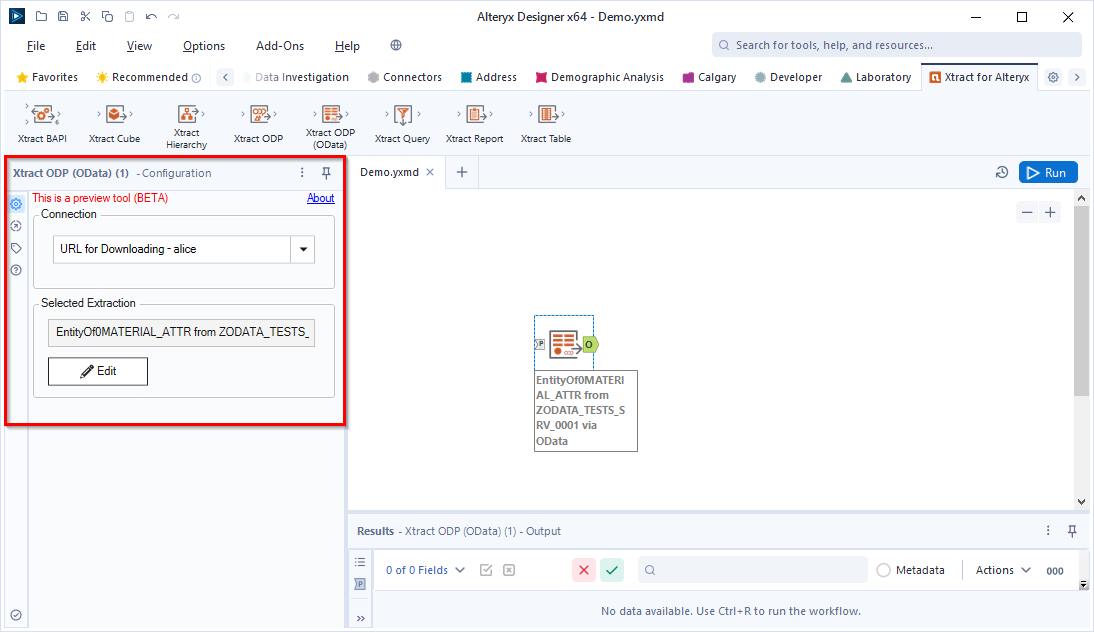 Alteryx Designer x64 - Demo.yxmd
File Edit View Options Add-Ons Help
Search for tools, help, and resources...
Favorites Recommended Data Investigation Connectors Address Demographic Analysis Calgary Developer Laboratory Xtract for Alteryx
Xtract BAPI
Xtract Cube
Xtract
Hierarchy
Xtract ODP
Xtract ODP
(OData)
Xtract Query
Xtract Report
Xtract Table
Xtract ODP (OData) (1) - Configuration
This is a preview tool (BETA) About
Connection
URL for Downloading - alice
Selected Extraction
EntityOf0MATERIAL_ATTR from ZODATA_TESTS_
Edit
Demo.yxmd
Run
P
O
EntityOf0MATERI
AL_ATTR from
ZODATA_TESTS_S
RV_0001 via
OData
Results - Xtract ODP (OData) (1) - Output
0 of 0 Fields
Metadata
Actions
000
P
No data available. Use Ctrl+R to run the workflow.